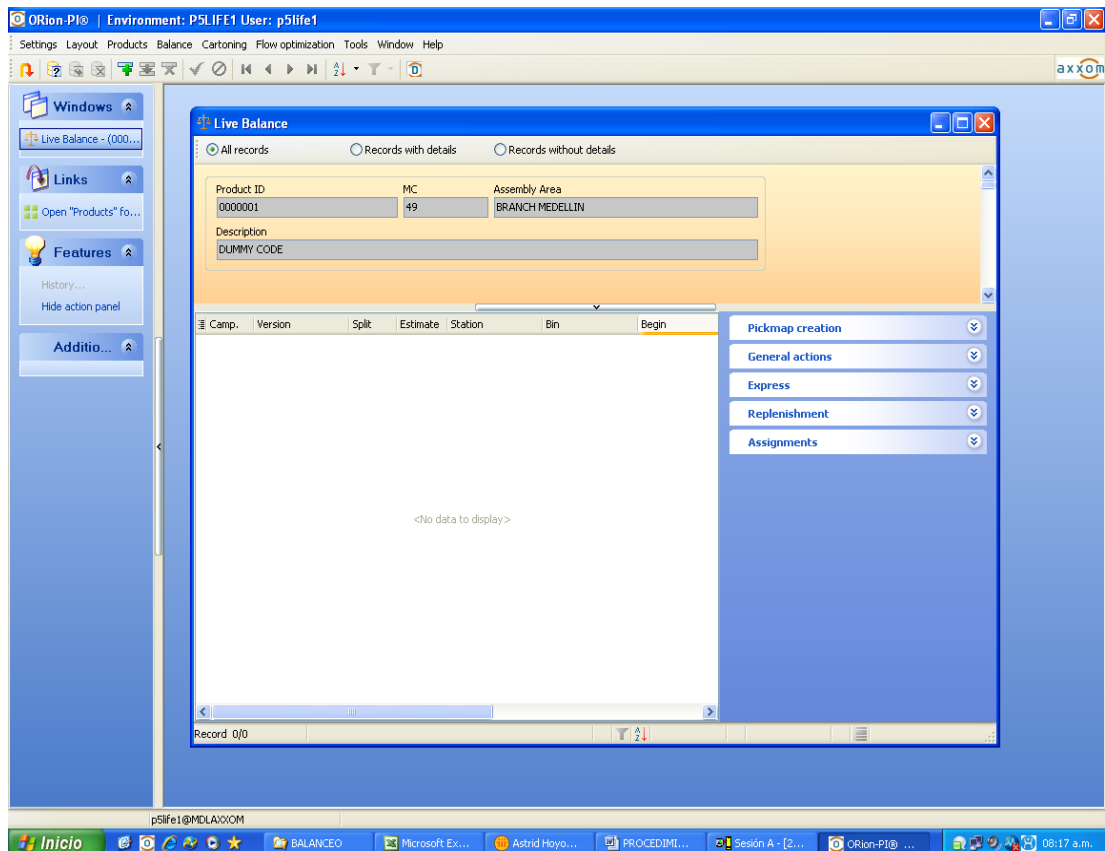 ORion-PI® | Environment: P5LIFE1 User: p5life1
Settings Layout Products Balance Cartoning Flow optimization Tools Window Help
axxom
Windows
Live Balance - (000...
Links
Open "Products" fo...
Features
History...
Hide action panel
Additio...
Live Balance
All records Records with details Records without details
Product ID MC Assembly Area
0000001 49 BRANCH MEDELLIN
Description
DUMMY CODE
Camp. Version Split Estimate Station Bin Begin
<No data to display>
Pickmap creation
General actions
Express
Replenishment
Assignments
Record 0/0
p5life1@MDLAXXOM
Inicio BALANCEO Microsoft Ex... Astrid Hoyo... PROCEDIMI... Sesión A - [2... ORion-PI® ... 08:17 a.m.